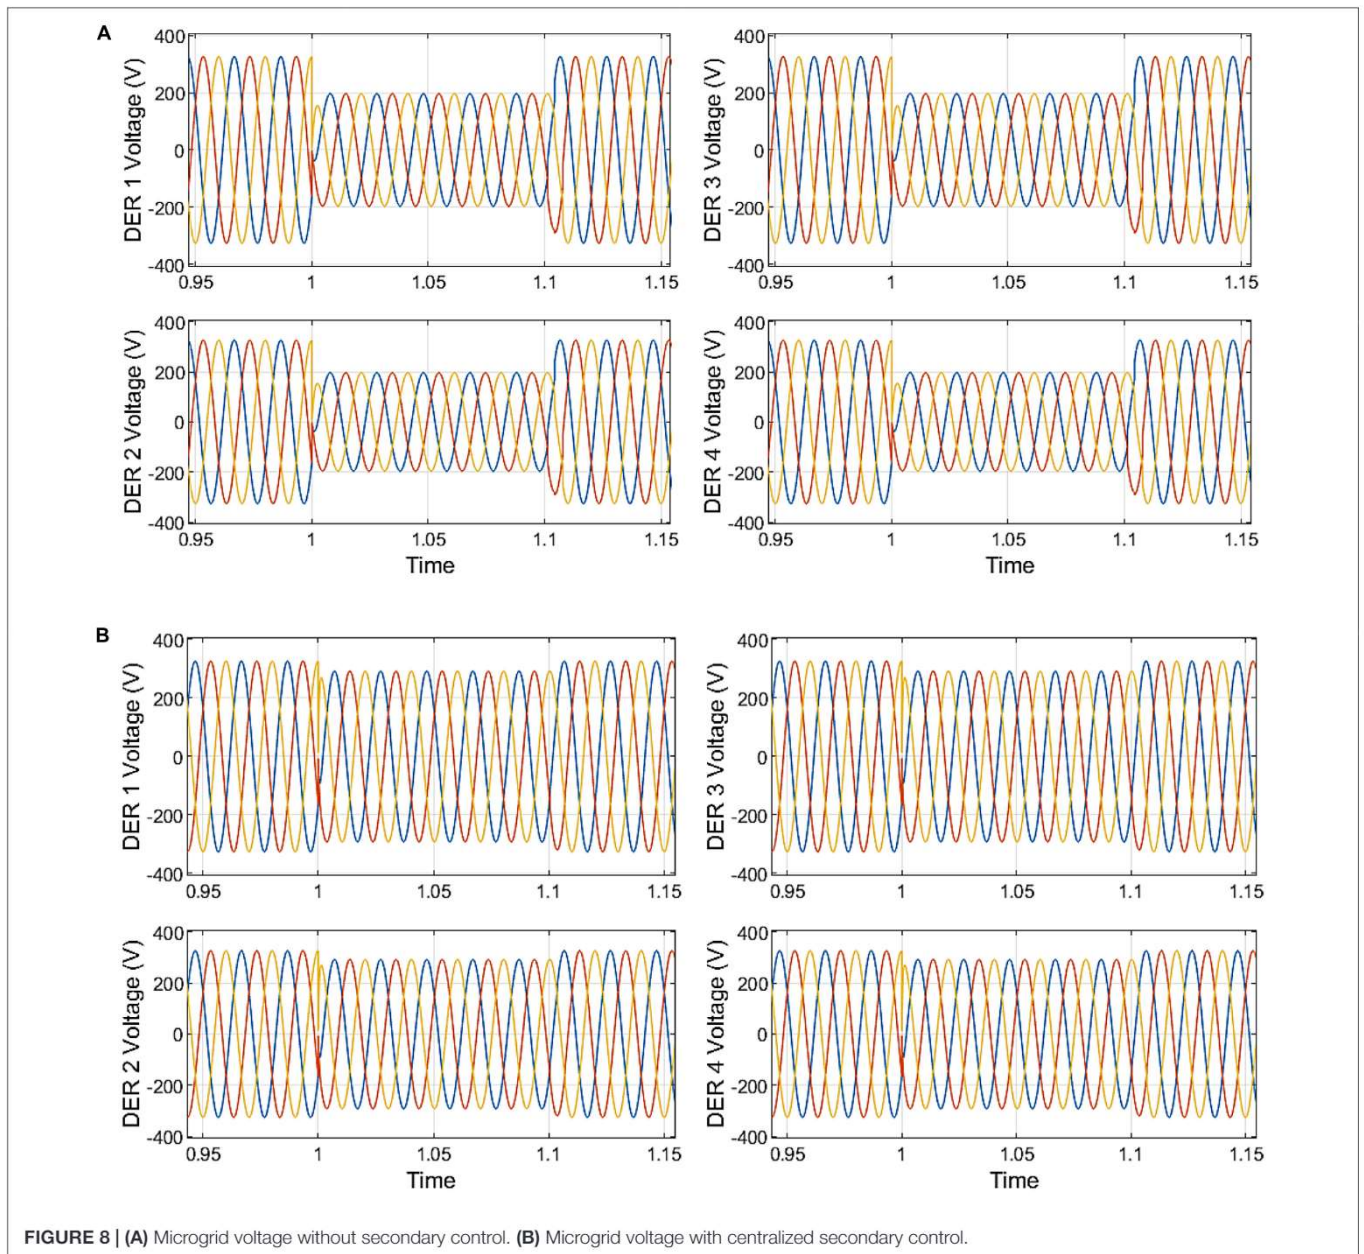 A
DER 1 Voltage (V)
400
200
0
-200
-400
0.95 1 1.05 1.1 1.15
DER 3 Voltage (V)
400
200
0
-200
-400
0.95 1 1.05 1.1 1.15
DER 2 Voltage (V)
400
200
0
-200
-400
0.95 1 1.05 1.1 1.15
Time
DER 4 Voltage (V)
400
200
0
-200
-400
0.95 1 1.05 1.1 1.15
Time
B
DER 1 Voltage (V)
400
200
0
-200
-400
0.95 1 1.05 1.1 1.15
DER 3 Voltage (V)
400
200
0
-200
-400
0.95 1 1.05 1.1 1.15
DER 2 Voltage (V)
400
200
0
-200
-400
0.95 1 1.05 1.1 1.15
Time
DER 4 Voltage (V)
400
200
0
-200
-400
0.95 1 1.05 1.1 1.15
Time
FIGURE 8 | (A) Microgrid voltage without secondary control. (B) Microgrid voltage with centralized secondary control.